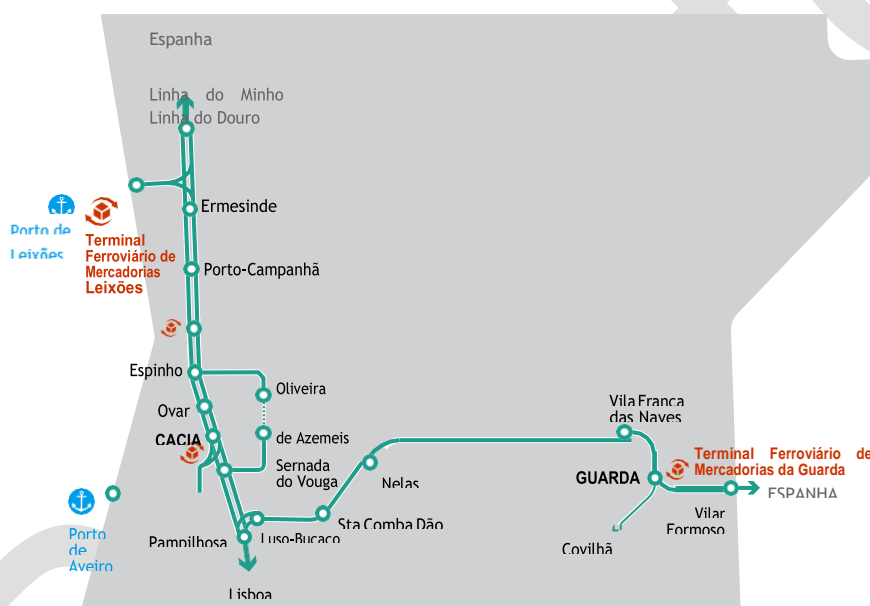 Espanha
Linha do Minho
Linha do Douro
Ermesinde
Porto de
Leixões
Terminal
Ferroviário de
Mercadorias
Leixões
Porto-Campanhã
Espinho
Oliveira
Ovar
CACIA
de Azemeis
Sernada
do Vouga
Nelas
Vila Franca
das Naves
Terminal Ferroviário de
Mercadorias da Guarda
GUARDA
ESPANHA
Vilar
Formoso
Porto
de
Aveiro
Sta Comba Dão
Pampilhosa
Luso-Buçaco
Covilhã
Lisboa